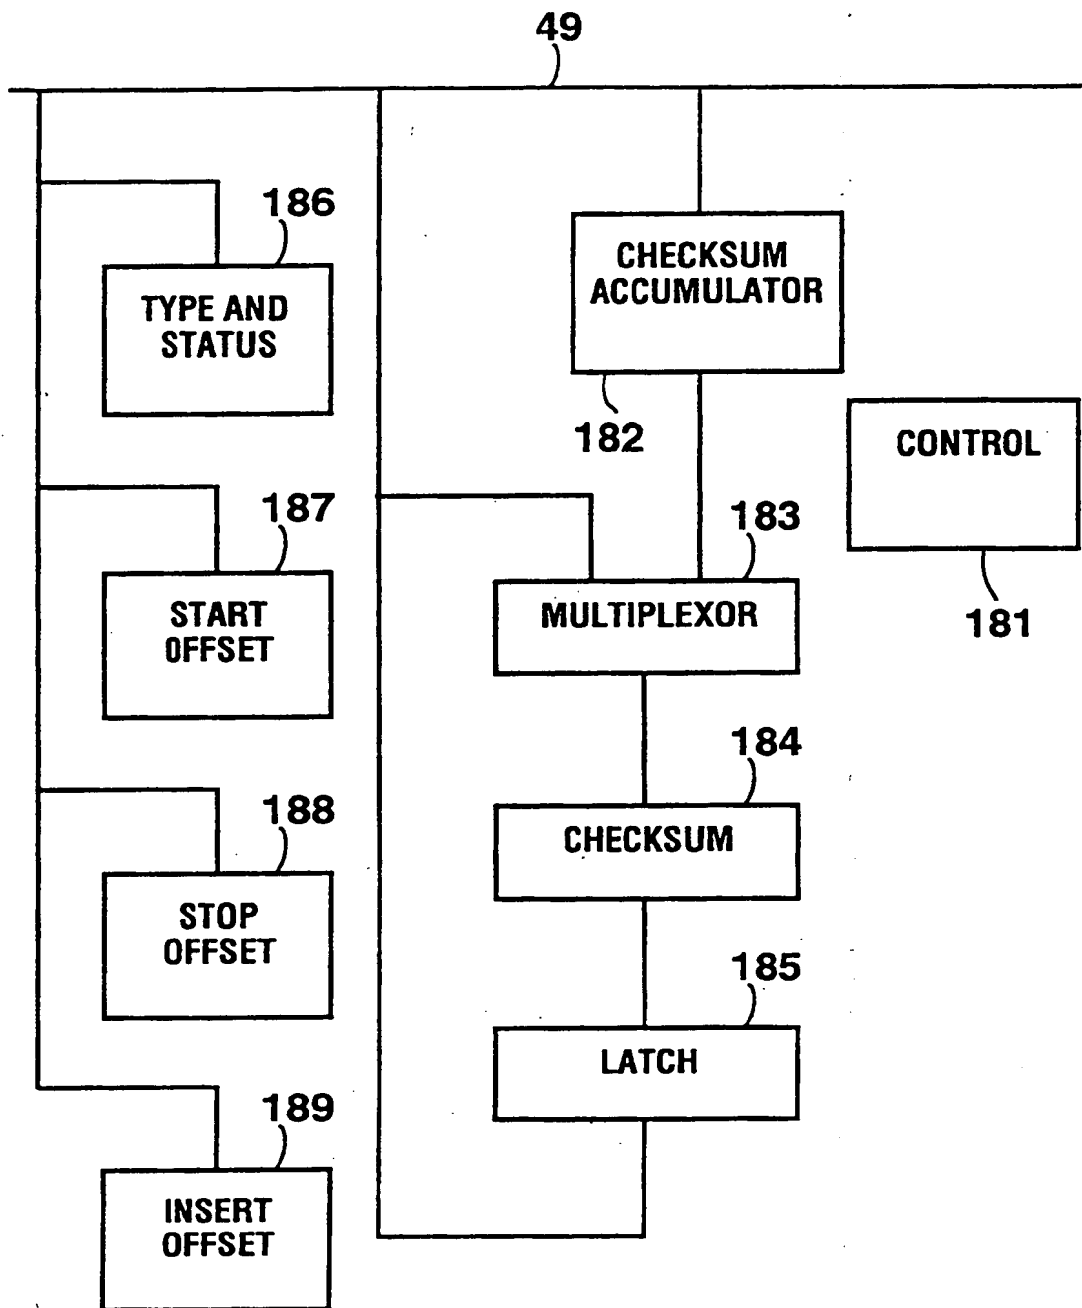 49
186
TYPE AND
STATUS
CHECKSUM
ACCUMULATOR
182
CONTROL
181
187
START
OFFSET
183
MULTIPLEXOR
184
CHECKSUM
188
STOP
OFFSET
185
LATCH
189
INSERT
OFFSET